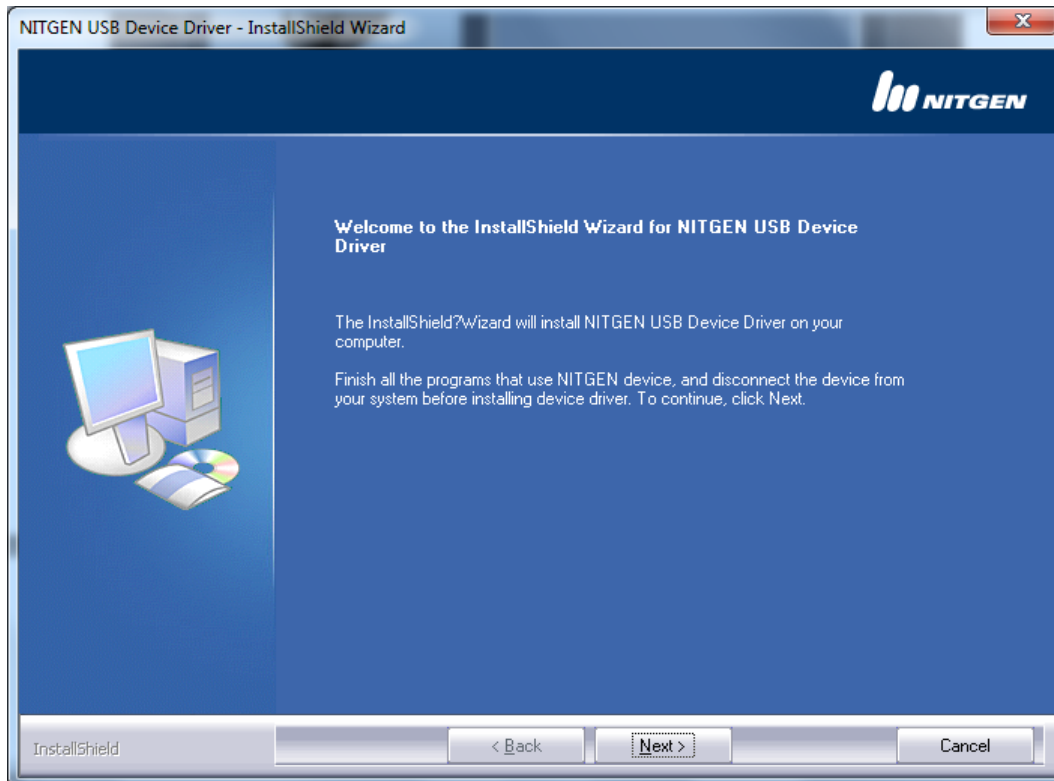 NITGEN USB Device Driver - InstallShield Wizard
NITGEN
Welcome to the InstallShield Wizard for NITGEN USB Device
Driver
The InstallShield?Wizard will install NITGEN USB Device Driver on your
computer.
Finish all the programs that use NITGEN device, and disconnect the device from
your system before installing device driver. To continue, click Next.
InstallShield
< Back
Next >
Cancel